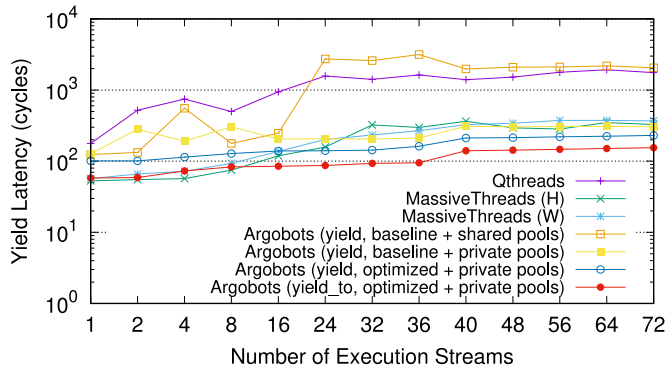 10^4
10^3
10^2
10^1
10^0
Yield Latency (cycles)
Qthreads
MassiveThreads (H)
MassiveThreads (W)
Argobots (yield, baseline + shared pools)
Argobots (yield, baseline + private pools)
Argobots (yield, optimized + private pools)
Argobots (yield_to, optimized + private pools)
1 2 4 8 16 24 32 36 40 48 56 64 72
Number of Execution Streams